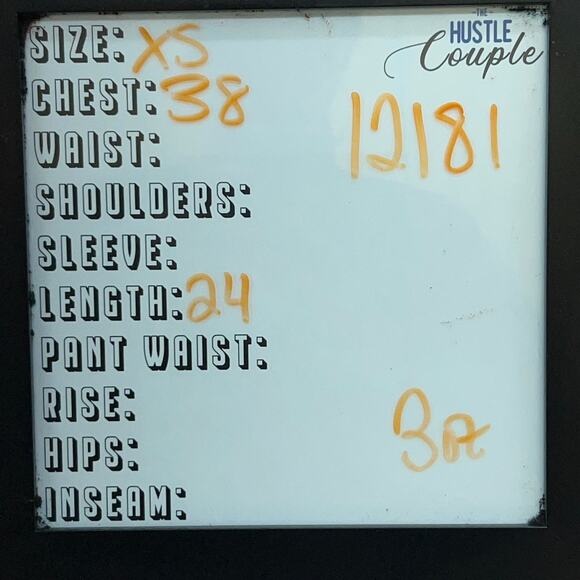 THE
HUSTLE
Couple
SIZE: XS
CHEST: 38
12181
WAIST:
SHOULDERS:
SLEEVE:
LENGTH: 24
PANT WAIST:
RISE:
3oz
HIPS:
INSEAM: